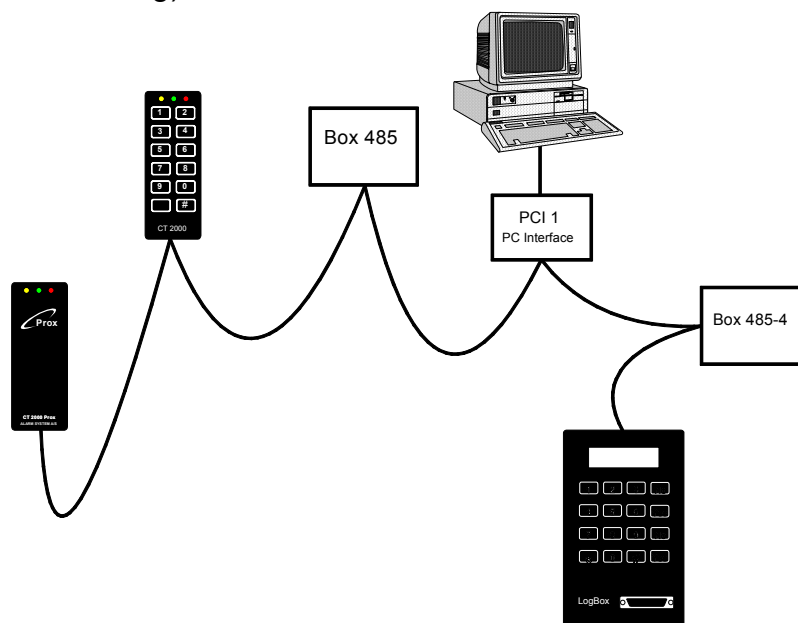 g)
1 2
3 4
5 6
7 8
9 0
#
CT 2000
Box 485
PCI 1
PC Interface
Box 485-4
Prox
CT 2000 Prox
ALARM SYSTEM A/S
LogBox